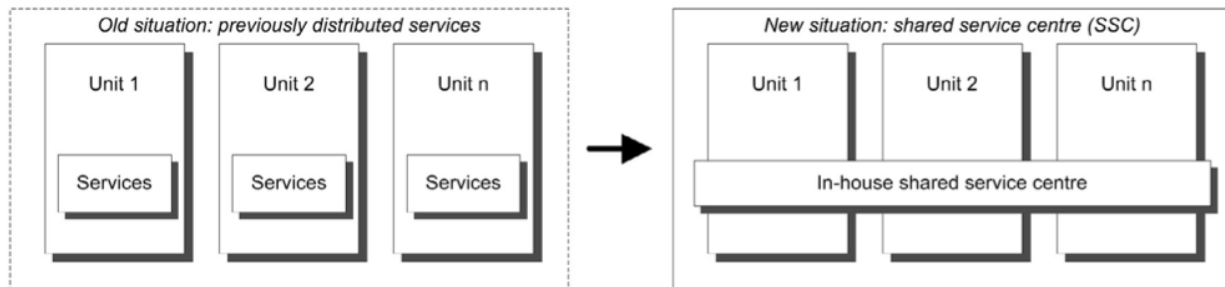 Old situation: previously distributed services
Unit 1
Unit 2
Unit n
Services
Services
Services
New situation: shared service centre (SSC)
Unit 1
Unit 2
Unit n
In-house shared service centre